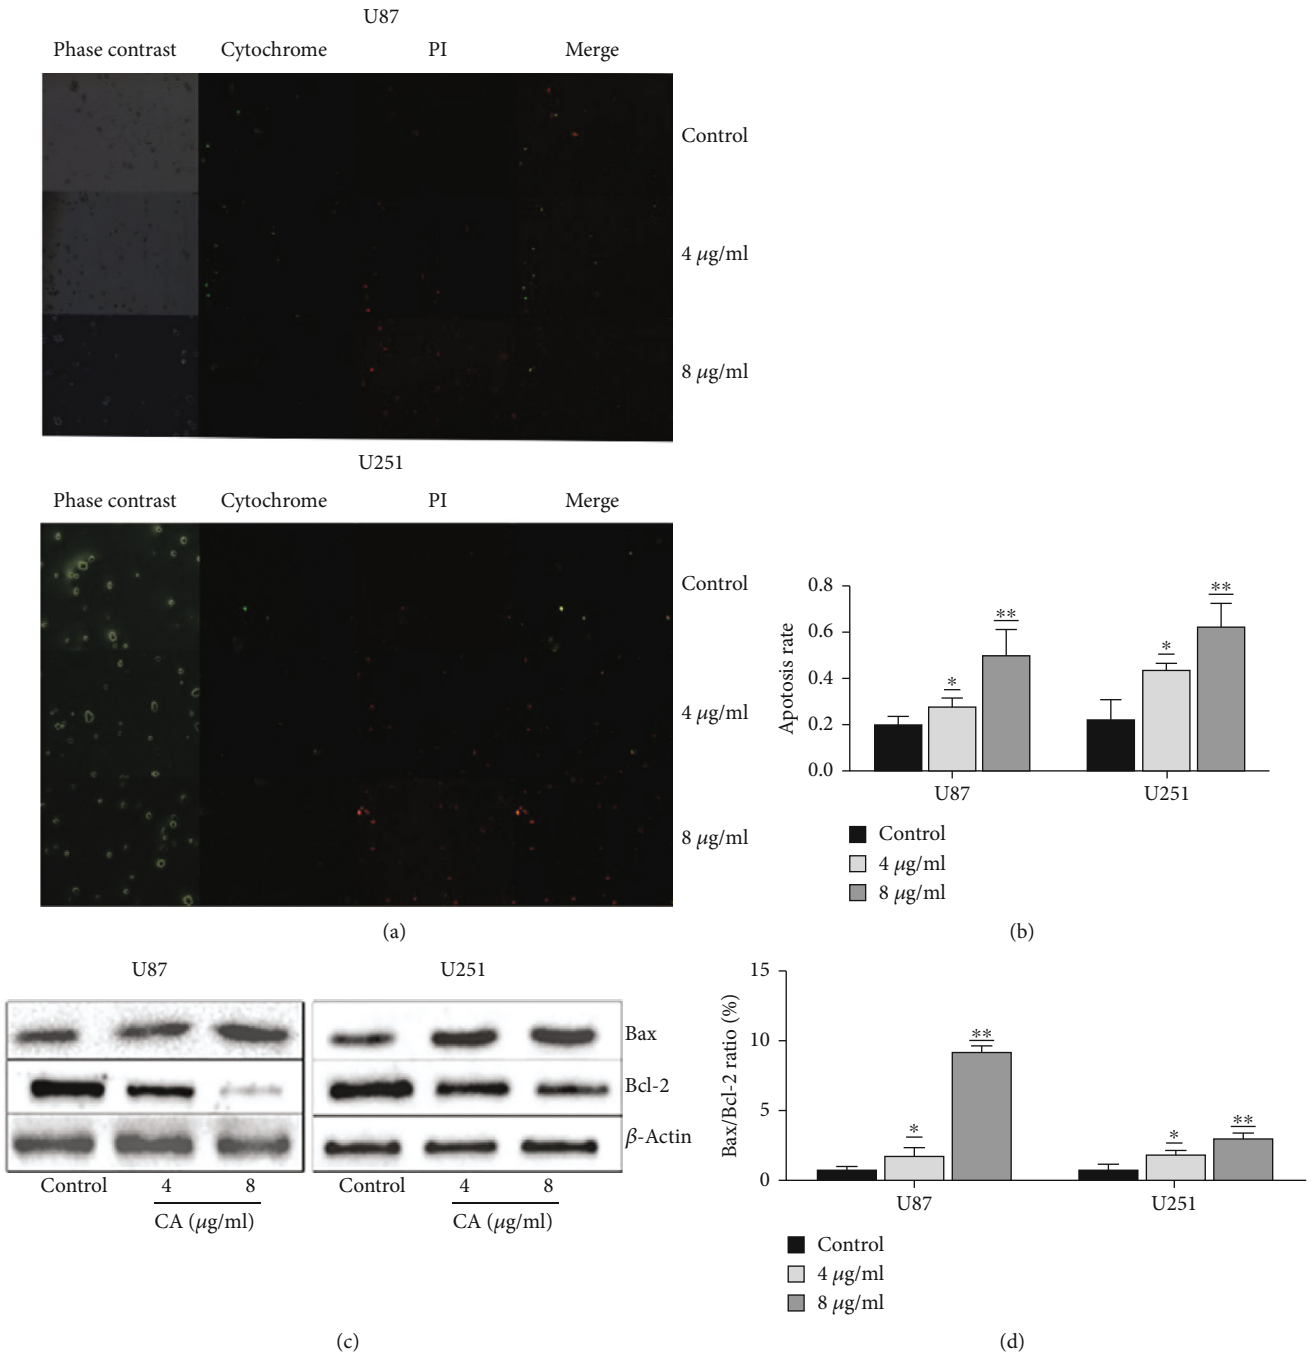 U87
Phase contrast Cytochrome PI Merge
Control
4 μg/ml
8 μg/ml
U251
Phase contrast Cytochrome PI Merge
Control
4 μg/ml
8 μg/ml
(a)
Apotosis rate
0.8
0.6
0.4
0.2
0.0
* ** * **
U87 U251
Control
4 μg/ml
8 μg/ml
(b)
U87 U251
Bax
Bcl-2
β-Actin
Control 4 8 Control 4 8
CA (μg/ml) CA (μg/ml)
(c)
Bax/Bcl-2 ratio (%)
15
10
5
0
* ** * **
U87 U251
Control
4 μg/ml
8 μg/ml
(d)